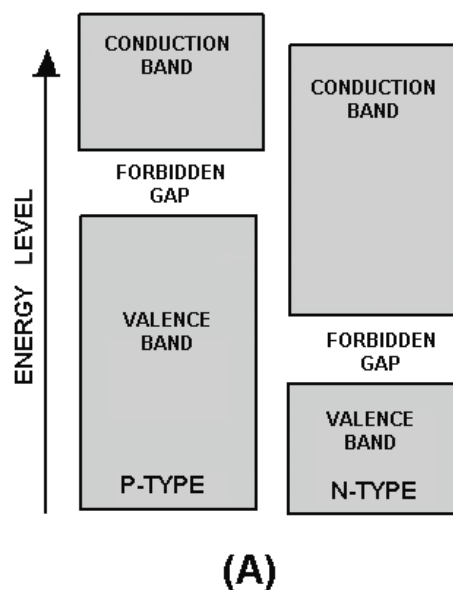 ENERGY LEVEL
CONDUCTION
BAND
FORBIDDEN
GAP
VALENCE
BAND
P-TYPE
CONDUCTION
BAND
FORBIDDEN
GAP
VALENCE
BAND
N-TYPE
(A)